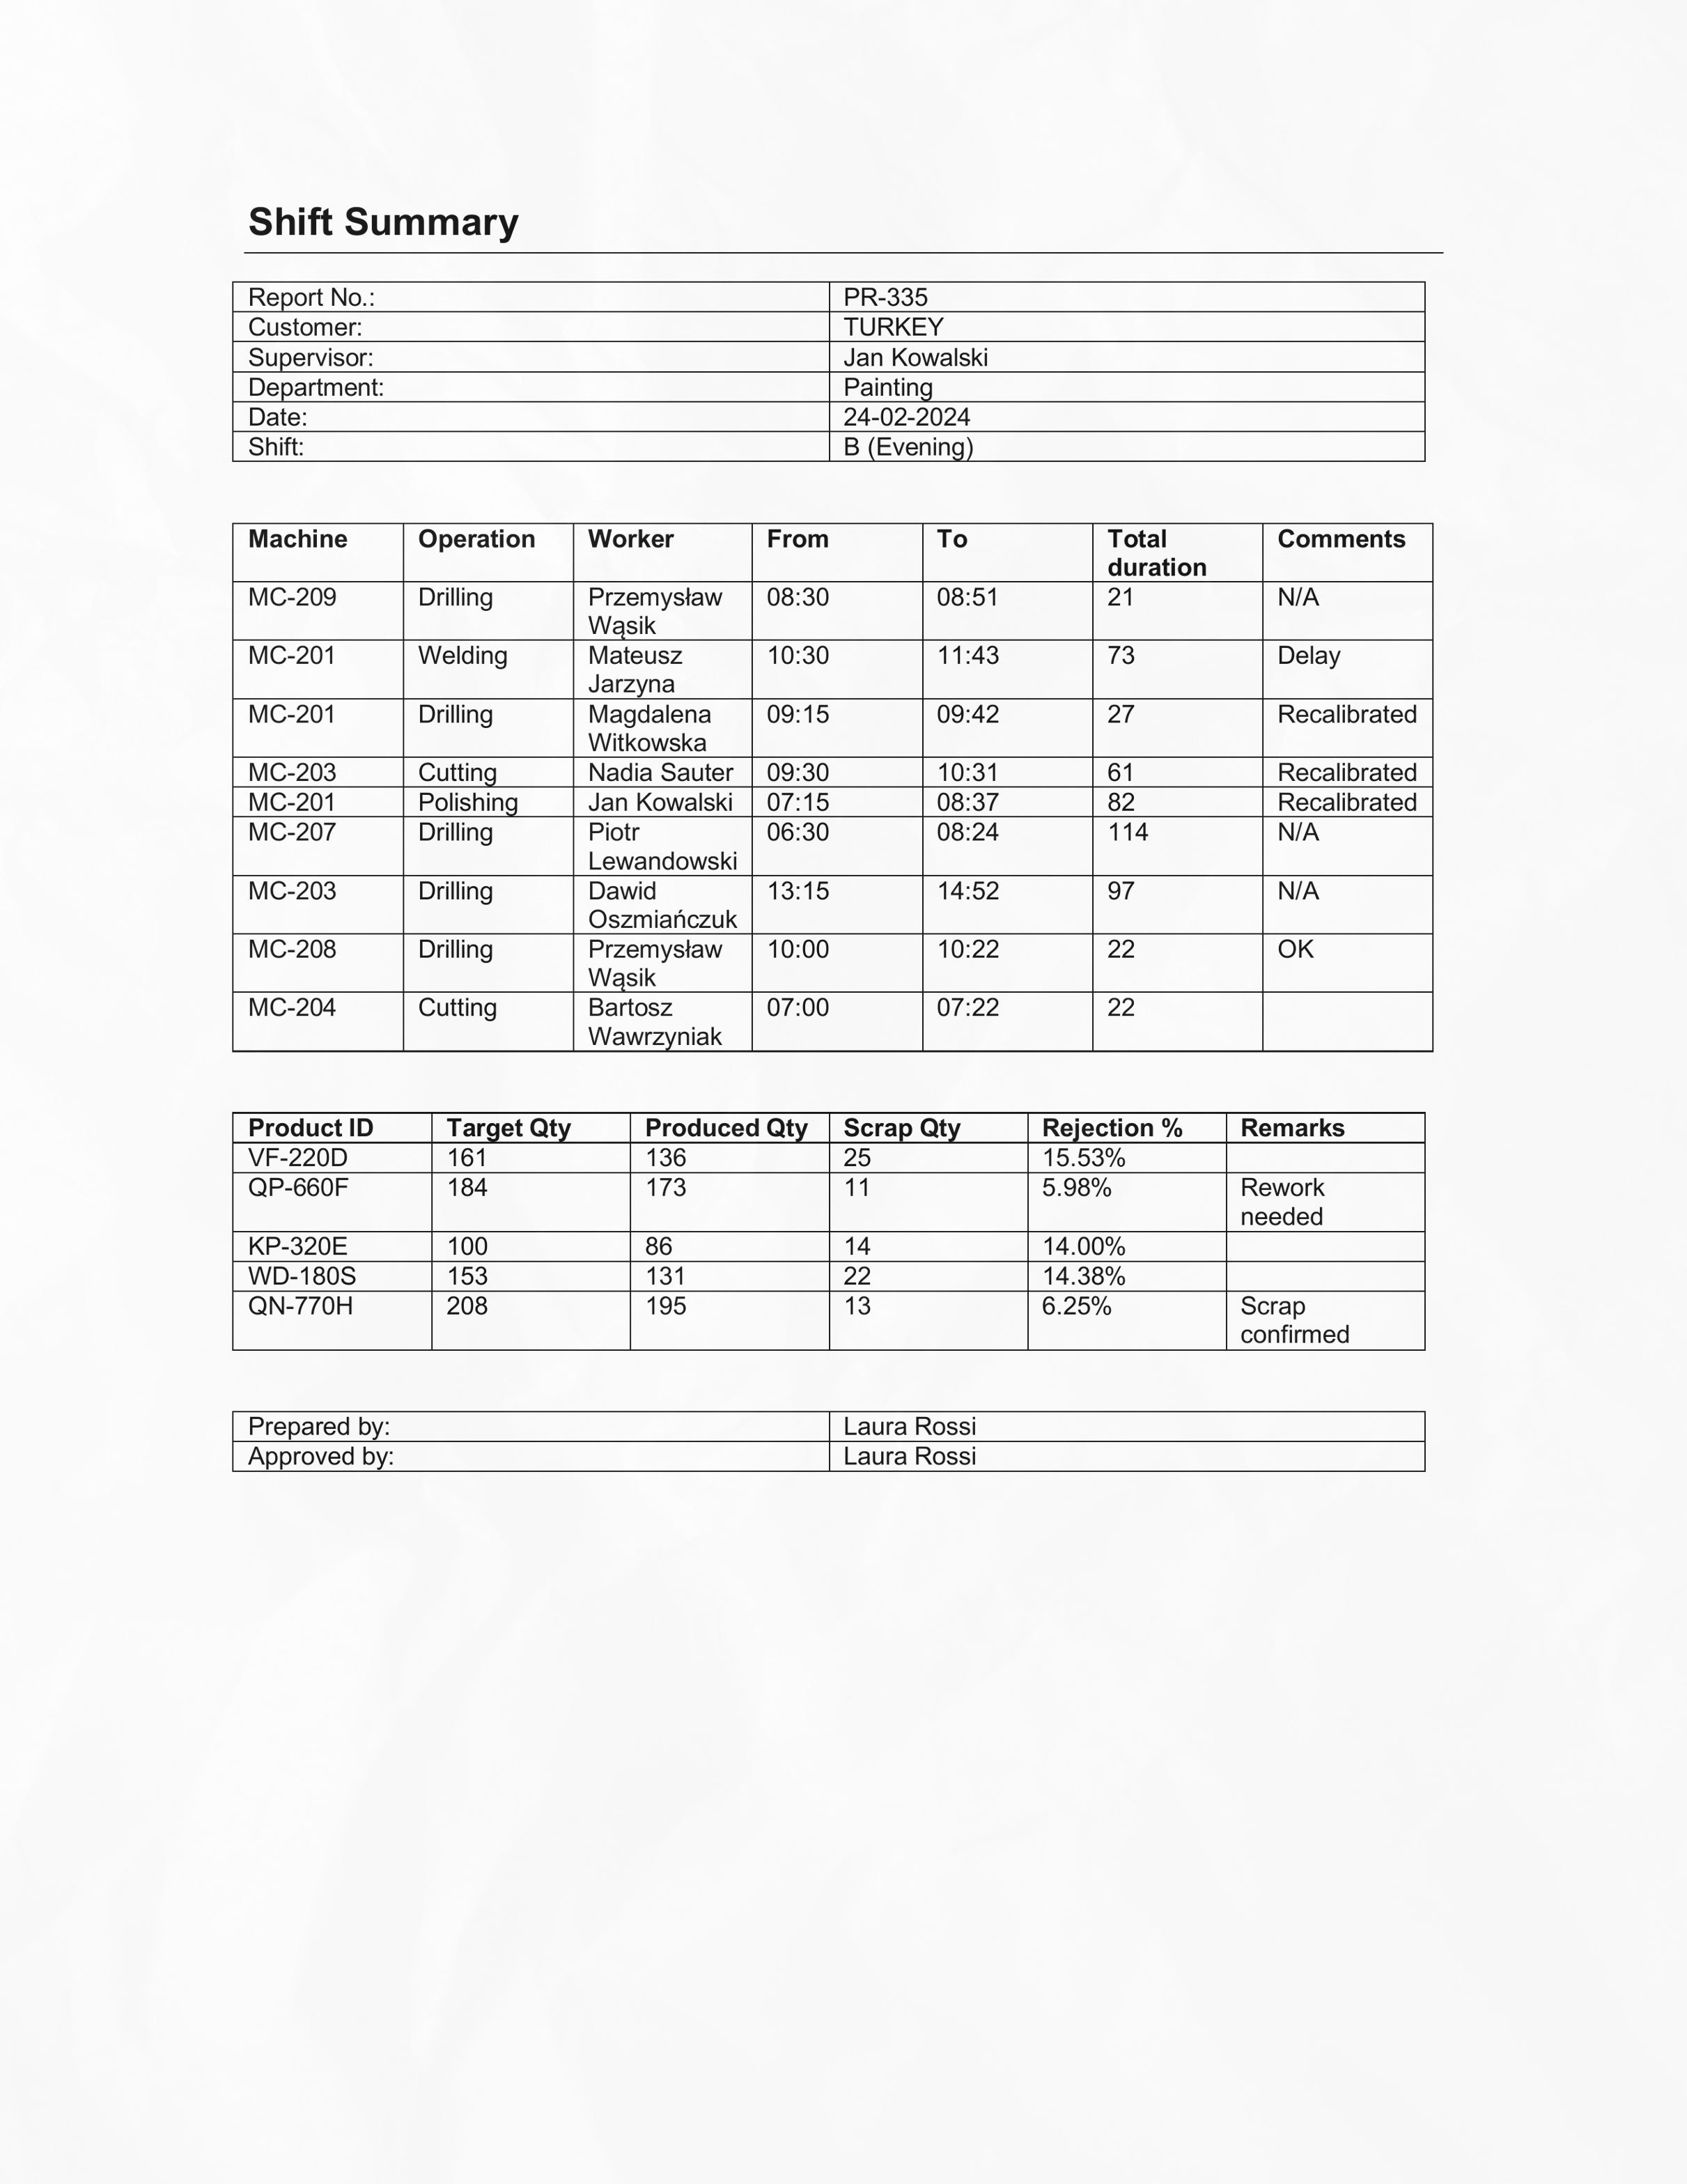 Shift Summary
Report No.: PR-335
Customer: TURKEY
Supervisor: Jan Kowalski
Department: Painting
Date: 24-02-2024
Shift: B (Evening)
Machine Operation Worker From To Total duration Comments
MC-209 Drilling Przemysław Wąsik 08:30 08:51 21 N/A
MC-201 Welding Mateusz Jarzyna 10:30 11:43 73 Delay
MC-201 Drilling Magdalena Witkowska 09:15 09:42 27 Recalibrated
MC-203 Cutting Nadia Sauter 09:30 10:31 61 Recalibrated
MC-201 Polishing Jan Kowalski 07:15 08:37 82 Recalibrated
MC-207 Drilling Piotr Lewandowski 06:30 08:24 114 N/A
MC-203 Drilling Dawid Oszmiańczuk 13:15 14:52 97 N/A
MC-208 Drilling Przemysław Wąsik 10:00 10:22 22 OK
MC-204 Cutting Bartosz Wawrzyniak 07:00 07:22 22
Product ID Target Qty Produced Qty Scrap Qty Rejection % Remarks
VF-220D 161 136 25 15.53%
QP-660F 184 173 11 5.98% Rework needed
KP-320E 100 86 14 14.00%
WD-180S 153 131 22 14.38%
QN-770H 208 195 13 6.25% Scrap confirmed
Prepared by: Laura Rossi
Approved by: Laura Rossi